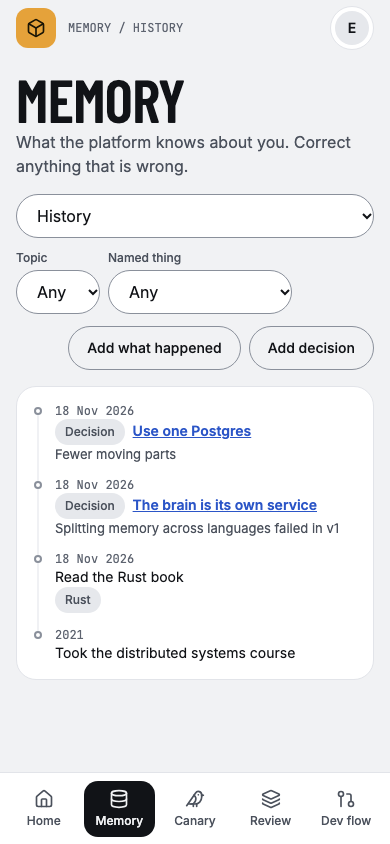 MEMORY / HISTORY
E
MEMORY
What the platform knows about you. Correct
anything that is wrong.
History
Topic
Named thing
Any
Any
Add what happened
Add decision
18 Nov 2026
Decision
Use one Postgres
Fewer moving parts
18 Nov 2026
Decision
The brain is its own service
Splitting memory across languages failed in v1
18 Nov 2026
Read the Rust book
Rust
2021
Took the distributed systems course
Home
Memory
Canary
Review
Dev flow